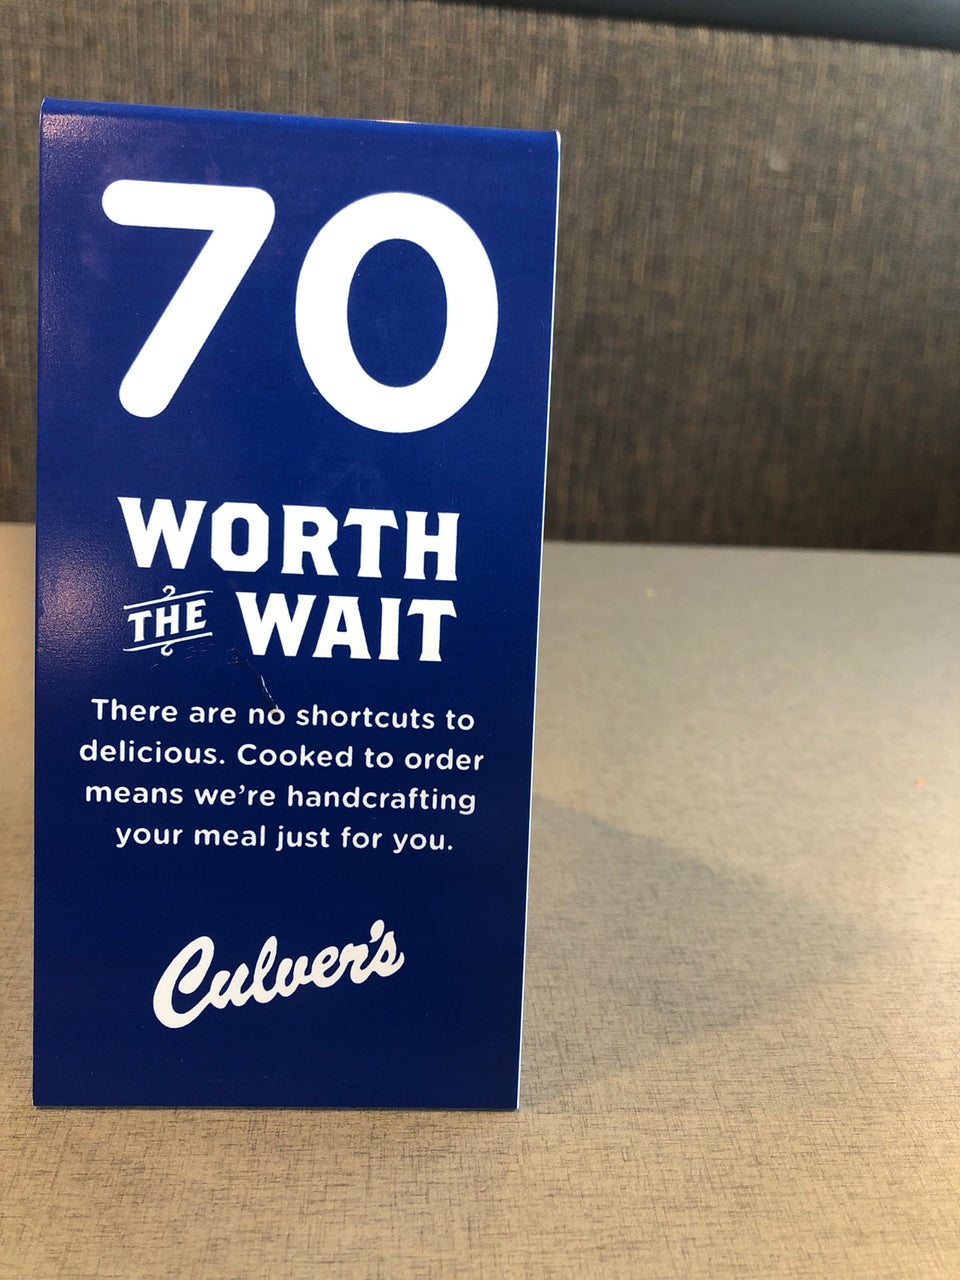 70
WORTH
THE WAIT
There are no shortcuts to
delicious. Cooked to order
means we're handcrafting
your meal just for you.
Culver's